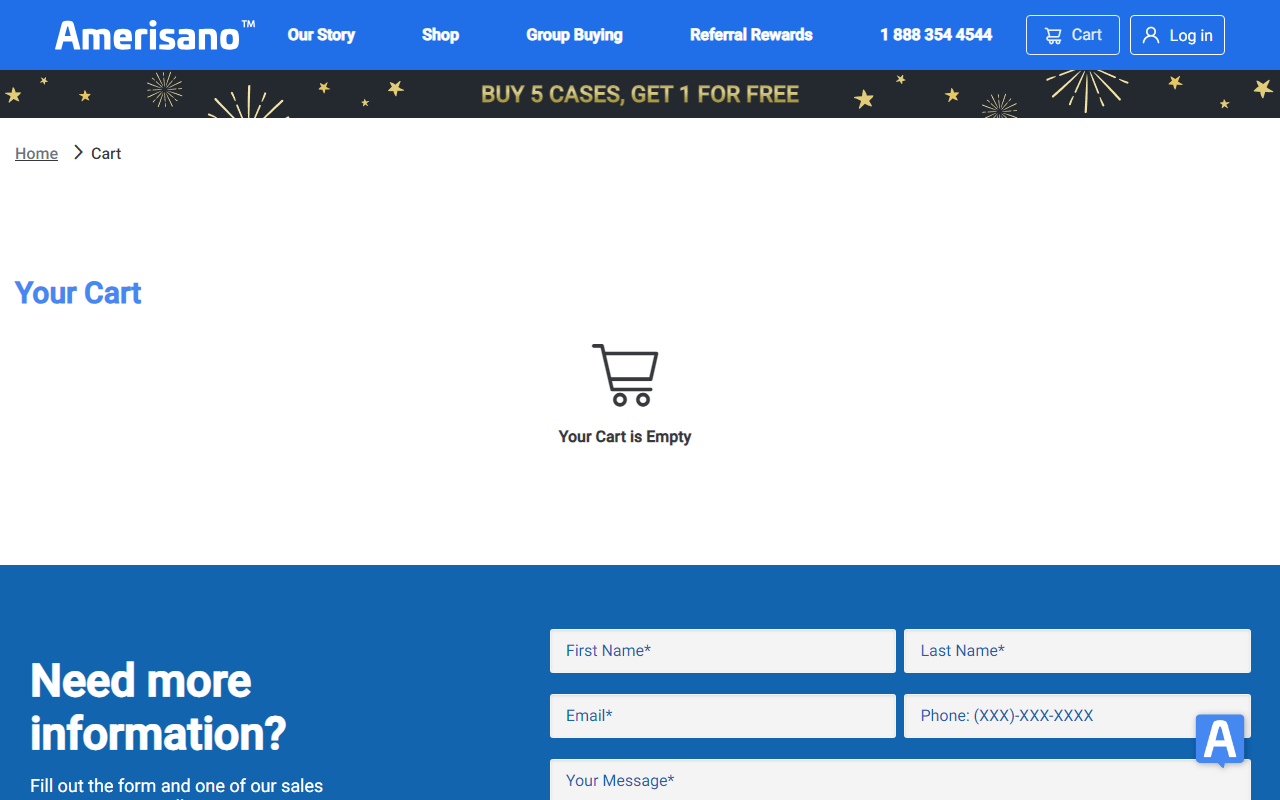 Amerisano™
Our Story
Shop
Group Buying
Referral Rewards
1 888 354 4544
Cart
Log in
BUY 5 CASES, GET 1 FOR FREE
Home
Cart
Your Cart
Your Cart is Empty
Need more
information?
Fill out the form and one of our sales
First Name*
Last Name*
Email*
Phone: (XXX)-XXX-XXXX
Your Message*
A